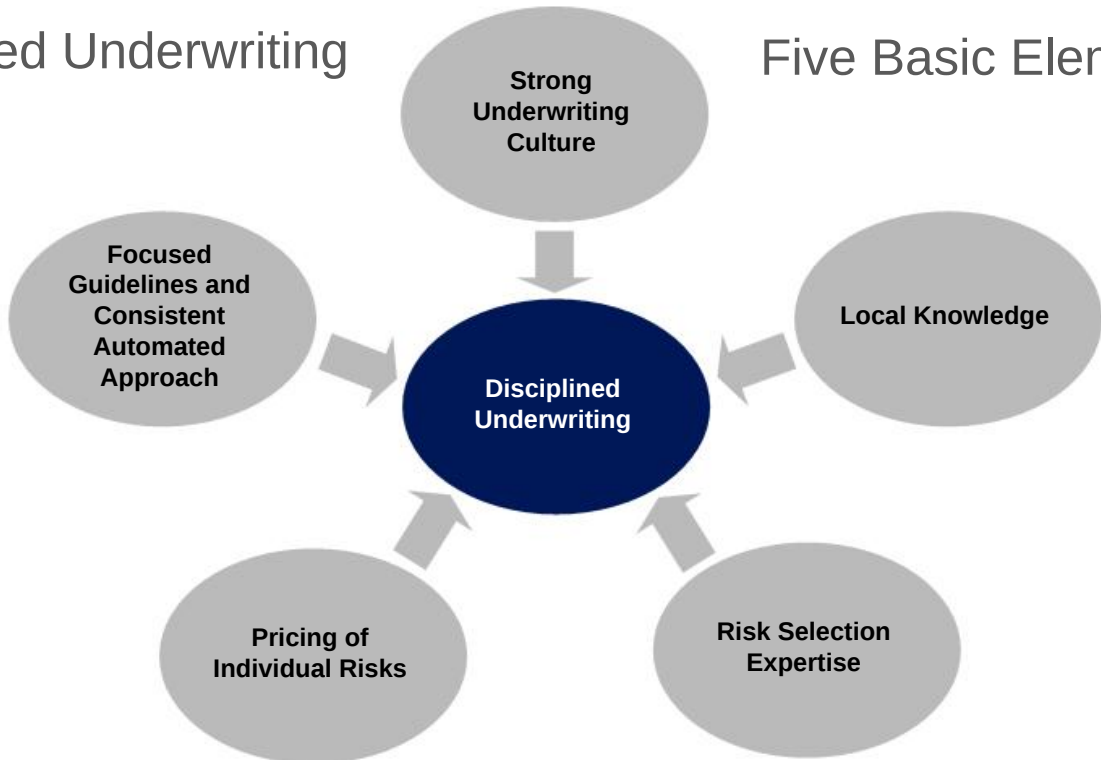 ed Underwriting
Five Basic Ele
Strong
Underwriting
Culture
Focused
Guidelines and
Consistent
Automated
Approach
Local Knowledge
Disciplined
Underwriting
Pricing of
Individual Risks
Risk Selection
Expertise